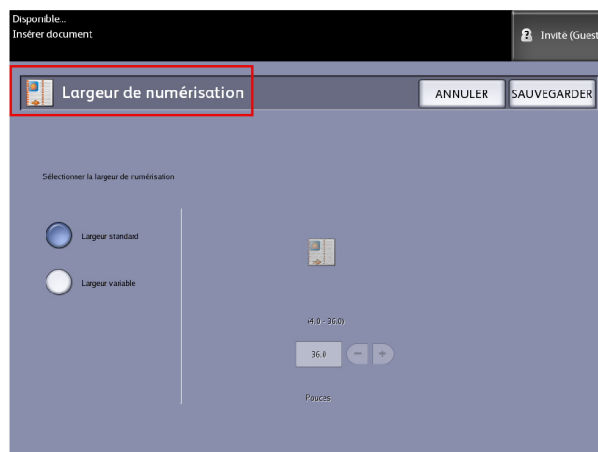 Disponible...
Insérer document
Invité (Guest
Largeur de numérisation
ANNULER
SAUVEGARDER
Sélectionner la largeur de numérisation
Largeur standard
Largeur variable
(4.0 - 36.0)
36.0
Pouces